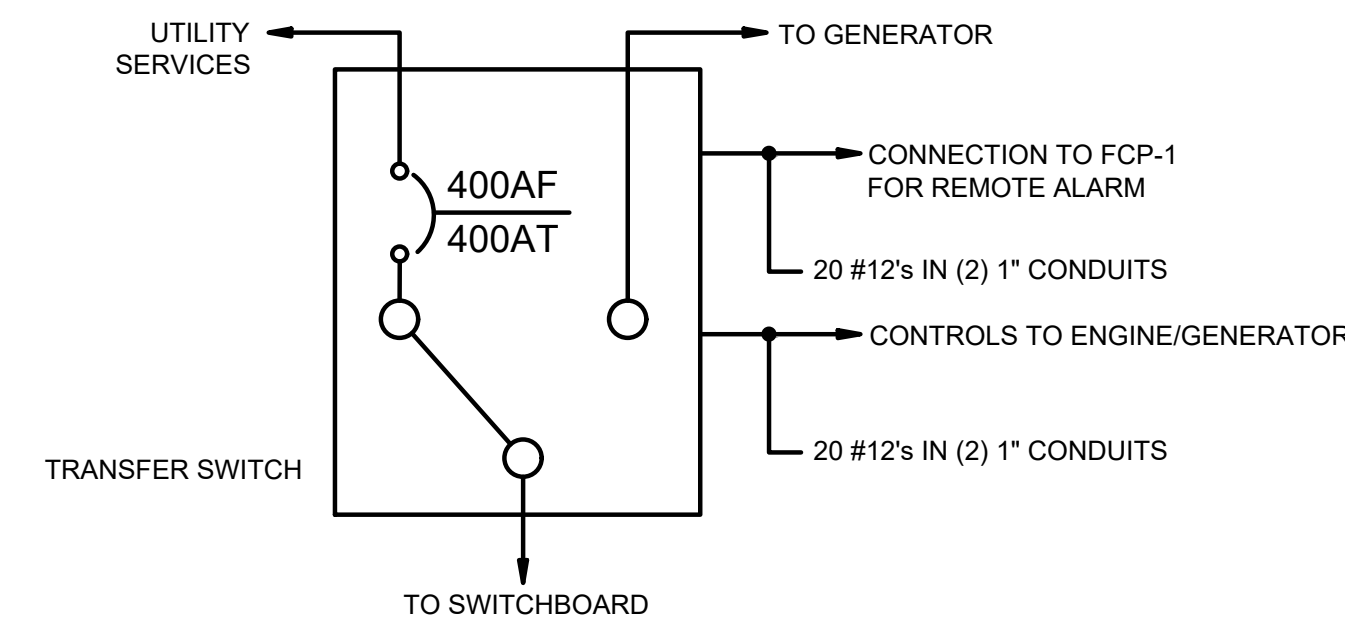 UTILITY
SERVICES
TO GENERATOR
CONNECTION TO FCP-1
FOR REMOTE ALARM
400AF
400AT
20 #12's IN (2) 1" CONDUITS
CONTROLS TO ENGINE/GENERATOR
20 #12's IN (2) 1" CONDUITS
TRANSFER SWITCH
TO SWITCHBOARD